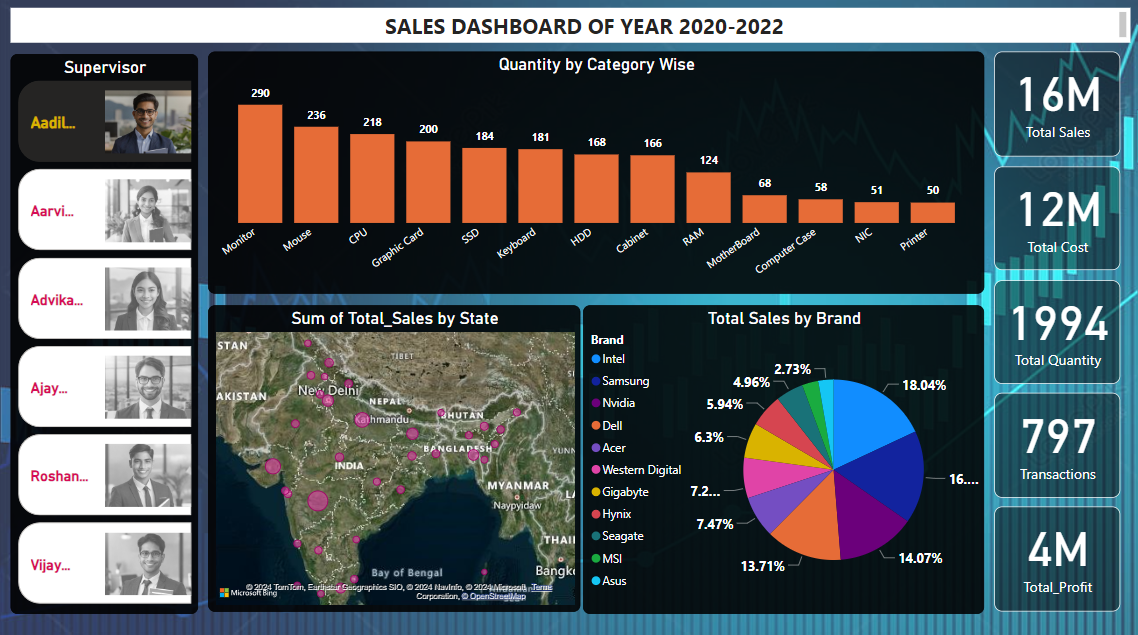 SALES DASHBOARD OF YEAR 2020-2022
Supervisor
Aadil...
Aarvi...
Advika...
Ajay...
Roshan...
Vijay...
Quantity by Category Wise
290
236
218
200
184
181
168
166
124
68
58
51
50
Monitor
Mouse
CPU
Graphic Card
SSD
Keyboard
HDD
Cabinet
RAM
MotherBoard
Computer Case
NIC
Printer
Sum of Total_Sales by State
STAN
TIBET
AKISTAN
New Delhi
NEPAL
Kathmandu
BHUTAN
BANGLADESH
YUNN
INDIA
MYANMAR
Naypyidaw
THAI
Bangk
Bay of Bengal
Microsoft Bing
© 2024 TomTom, Earthstar Geographics SIO, © 2024 NavInfo, © 2024 Microsoft Terms
Corporation, © OpenStreetMap
Total Sales by Brand
Brand
Intel
Samsung
Nvidia
Dell
Acer
Western Digital
Gigabyte
Hynix
Seagate
MSI
Asus
18.04%
16....
14.07%
13.71%
7.47%
7.2...
6.3%
5.94%
4.96%
2.73%
16M
Total Sales
12M
Total Cost
1994
Total Quantity
797
Transactions
4M
Total_Profit